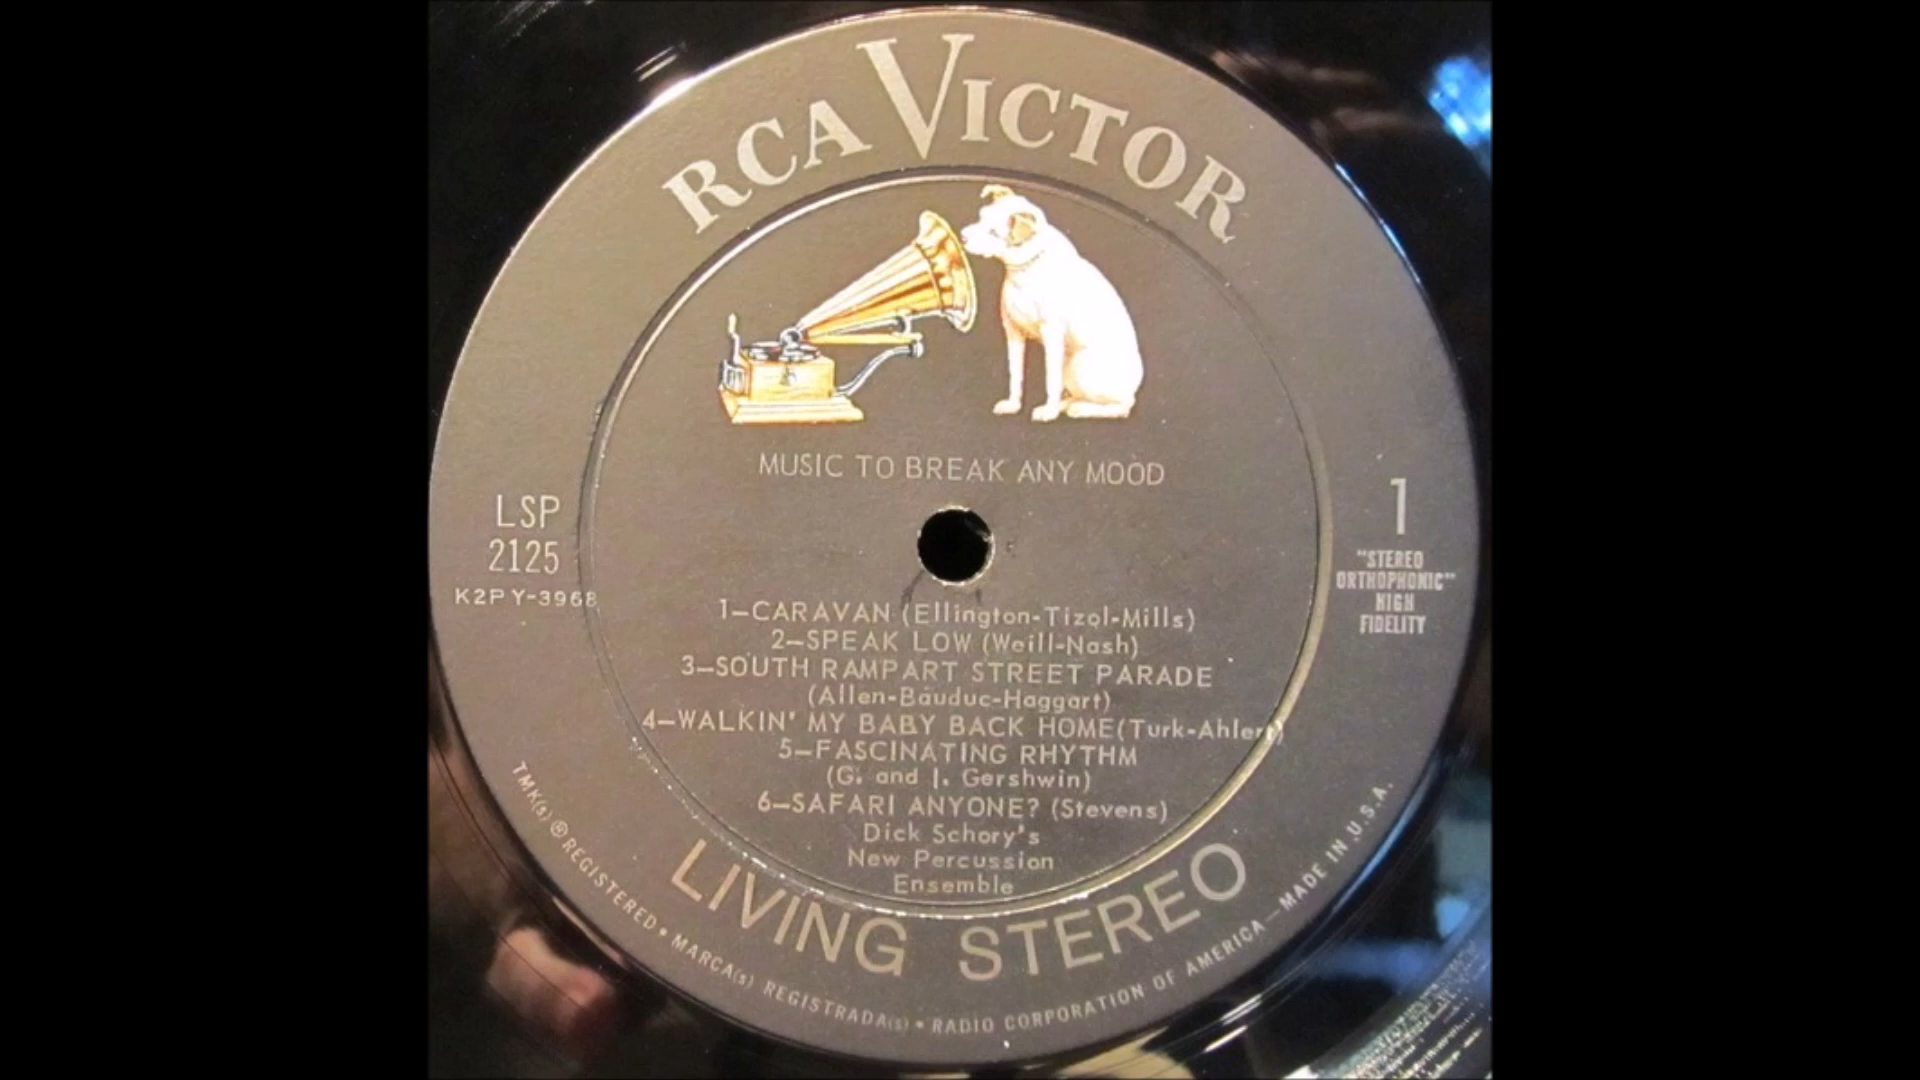 RCA VICTOR
MUSIC TO BREAK ANY MOOD
LSP
2125
K2PY-3968
1
"STEREO
ORTHOPHONIC"
HIGH
FIDELITY
1—CARAVAN (Ellington-Tizol-Mills)
2—SPEAK LOW (Weill-Nash)
3—SOUTH RAMPART STREET PARADE
(Allen-Bauduc-Haggart)
4—WALKIN' MY BABY BACK HOME(Turk-Ahlert)
5—FASCINATING RHYTHM
(G. and I. Gershwin)
6—SAFARI ANYONE? (Stevens)
Dick Schory's
New Percussion
Ensemble
LIVING STEREO
TMK(s) ® REGISTERED • MARCA(s) REGISTRADA(s) • RADIO CORPORATION OF AMERICA—MADE IN U.S.A.